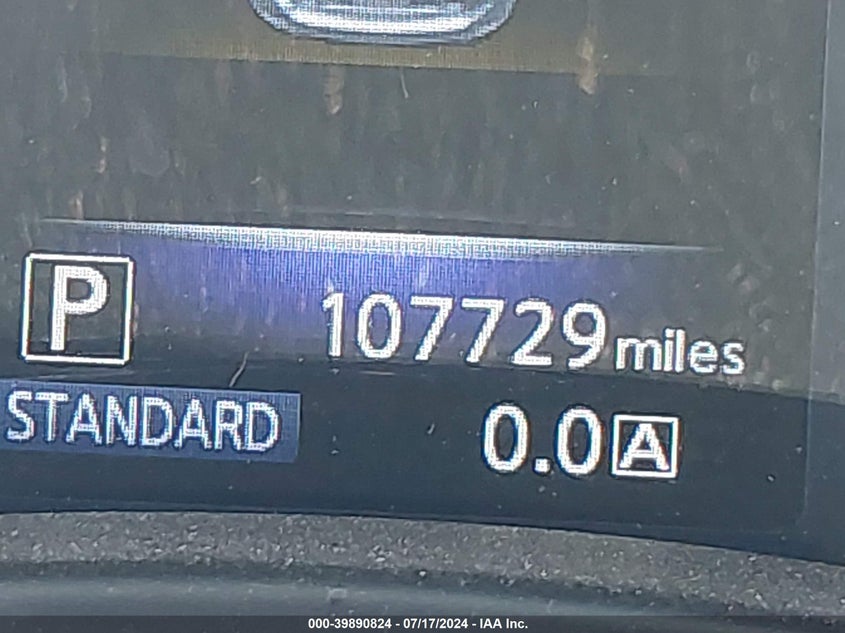 P
107729 miles
STANDARD
0.0 A
000-39890824 - 07/17/2024 - IAA Inc.